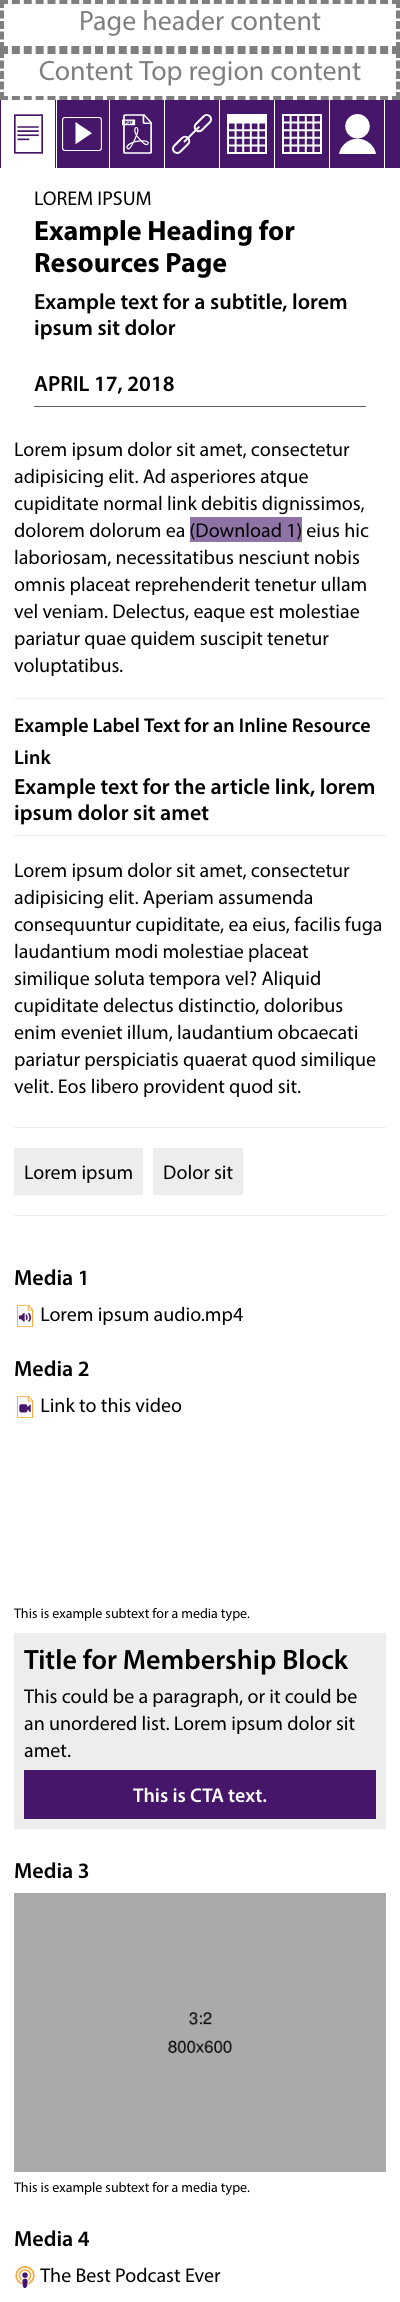 Page header content
Content Top region content
PDF
LOREM IPSUM
Example Heading for
Resources Page
Example text for a subtitle, lorem
ipsum sit dolor
APRIL 17, 2018
Lorem ipsum dolor sit amet, consectetur
adipisicing elit. Ad asperiores atque
cupiditate normal link debitis dignissimos,
dolorem dolorum ea (Download 1) eius hic
laboriosam, necessitatibus nesciunt nobis
omnis placeat reprehenderit tenetur ullam
vel veniam. Delectus, eaque est molestiae
pariatur quae quidem suscipit tenetur
voluptatibus.
Example Label Text for an Inline Resource
Link
Example text for the article link, lorem
ipsum dolor sit amet
Lorem ipsum dolor sit amet, consectetur
adipisicing elit. Aperiam assumenda
consequuntur cupiditate, ea eius, facilis fuga
laudantium modi molestiae placeat
similique soluta tempora vel? Aliquid
cupiditate delectus distinctio, doloribus
enim eveniet illum, laudantium obcaecati
pariatur perspiciatis quaerat quod similique
velit. Eos libero provident quod sit.
Lorem ipsum Dolor sit
Media 1
Lorem ipsum audio.mp4
Media 2
Link to this video
This is example subtext for a media type.
Title for Membership Block
This could be a paragraph, or it could be
an unordered list. Lorem ipsum dolor sit
amet.
This is CTA text.
Media 3
3:2
800x600
This is example subtext for a media type.
Media 4
The Best Podcast Ever